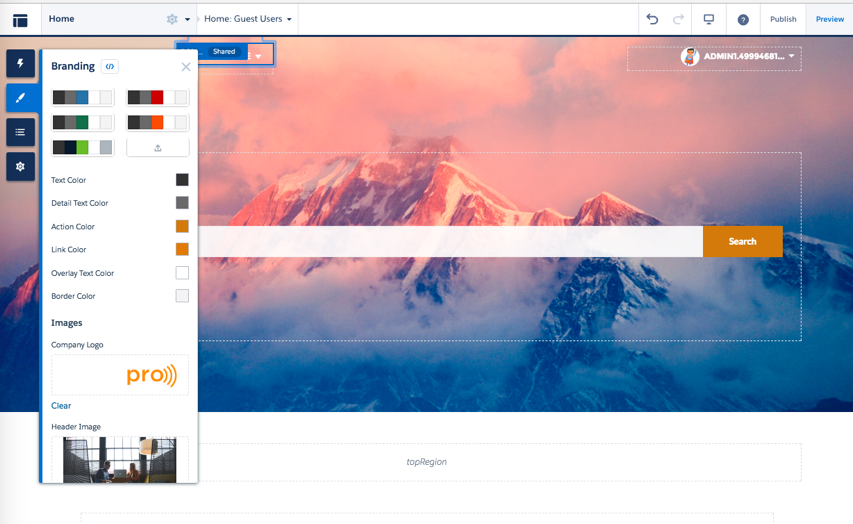 Home
Home: Guest Users
?
Publish
Preview
Shared
ADMIN1.49994681...
Branding
</>
Text Color
Detail Text Color
Action Color
Link Color
Search
Overlay Text Color
Border Color
Images
Company Logo
pro
Clear
Header Image
topRegion